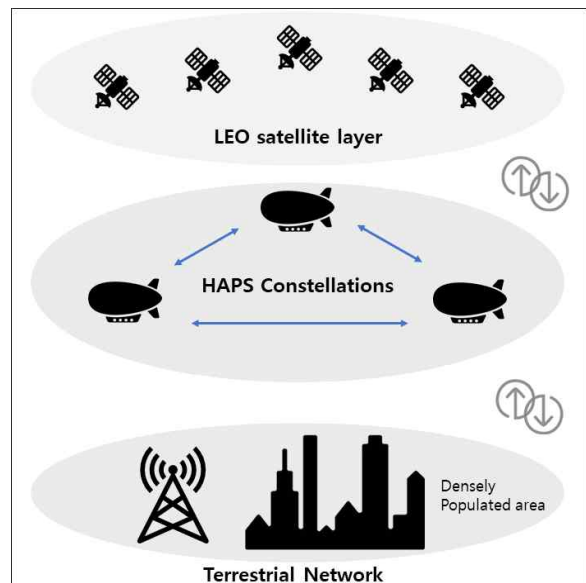 LEO satellite layer
HAPS Constellations
Densely
Populated area
Terrestrial Network